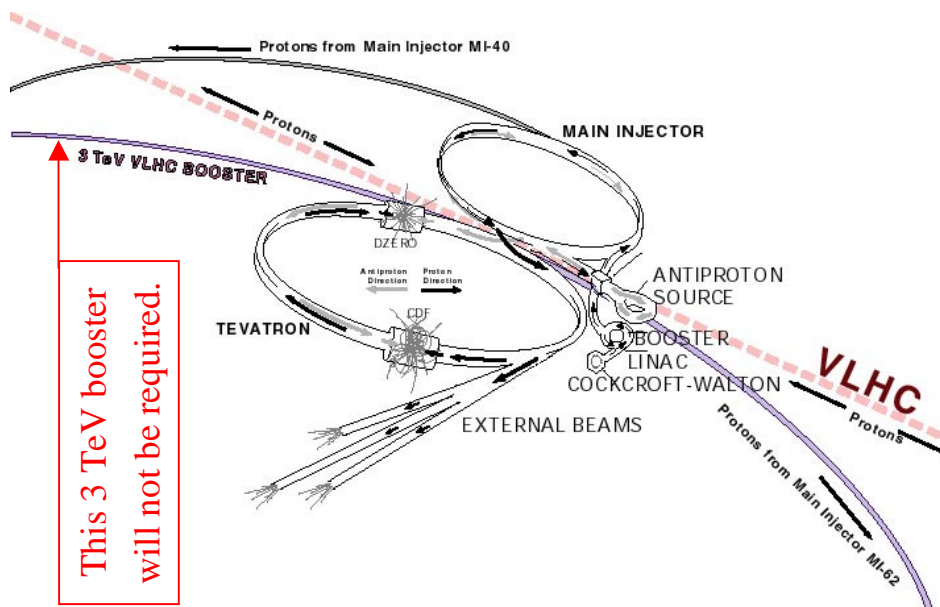 Protons from Main Injector MI-40
Protons
MAIN INJECTOR
3 TeV VLHC BOOSTER
DZERO
Antiproton
Direction
Proton
Direction
ANTIPROTON
SOURCE
TEVATRON
CDF
BOOSTER
LINAC
COCKCROFT-WALTON
VLHC
Protons
EXTERNAL BEAMS
Protons from Main Injector MI-62
This 3 TeV booster
will not be required.